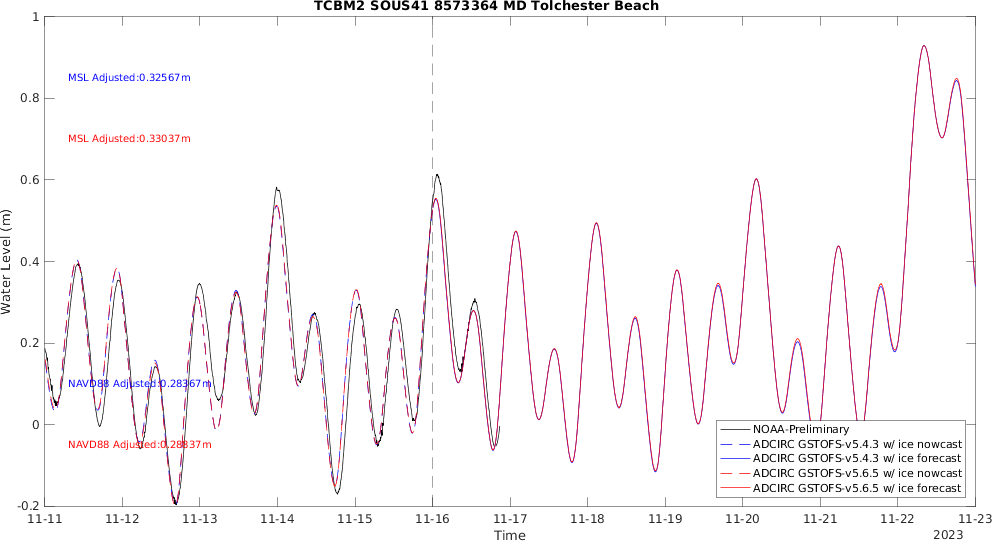 TCBM2 SOUS41 8573364 MD Tolchester Beach
1
0.8
0.6
0.4
0.2
0
-0.2
Water Level (m)
MSL Adjusted:0.32567m
MSL Adjusted:0.33037m
NAVD88 Adjusted:0.28367m
NAVD88 Adjusted:0.28837m
NOAA-Preliminary
ADCIRC GSTOFS-v5.4.3 w/ ice nowcast
ADCIRC GSTOFS-v5.4.3 w/ ice forecast
ADCIRC GSTOFS-v5.6.5 w/ ice nowcast
ADCIRC GSTOFS-v5.6.5 w/ ice forecast
11-11 11-12 11-13 11-14 11-15 11-16 11-17 11-18 11-19 11-20 11-21 11-22 11-23
Time
2023